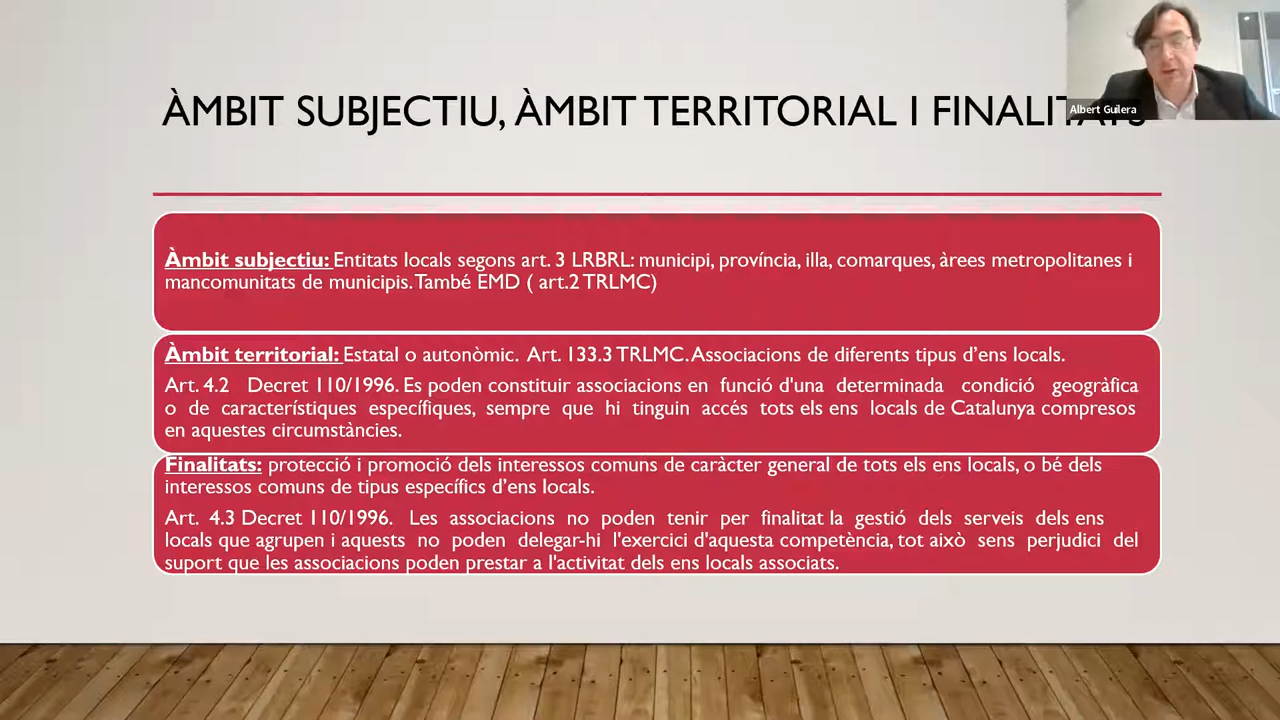 ÀMBIT SUBJECTIU, ÀMBIT TERRITORIAL I FINALITATS
Albert Guilera
Àmbit subjectiu: Entitats locals segons art. 3 LRBRL: municipi, província, illa, comarques, àrees metropolitanes i
mancomunitats de municipis. També EMD ( art.2 TRLMC)
Àmbit territorial: Estatal o autonòmic. Art. 133.3 TRLMC. Associacions de diferents tipus d’ens locals.
Art. 4.2 Decret 110/1996. Es poden constituir associacions en funció d'una determinada condició geogràfica
o de característiques específiques, sempre que hi tinguin accés tots els ens locals de Catalunya compresos
en aquestes circumstàncies.
Finalitats: protecció i promoció dels interessos comuns de caràcter general de tots els ens locals, o bé dels
interessos comuns de tipus específics d’ens locals.
Art. 4.3 Decret 110/1996. Les associacions no poden tenir per finalitat la gestió dels serveis dels ens
locals que agrupen i aquests no poden delegar-hi l'exercici d'aquesta competència, tot això sens perjudici del
suport que les associacions poden prestar a l'activitat dels ens locals associats.